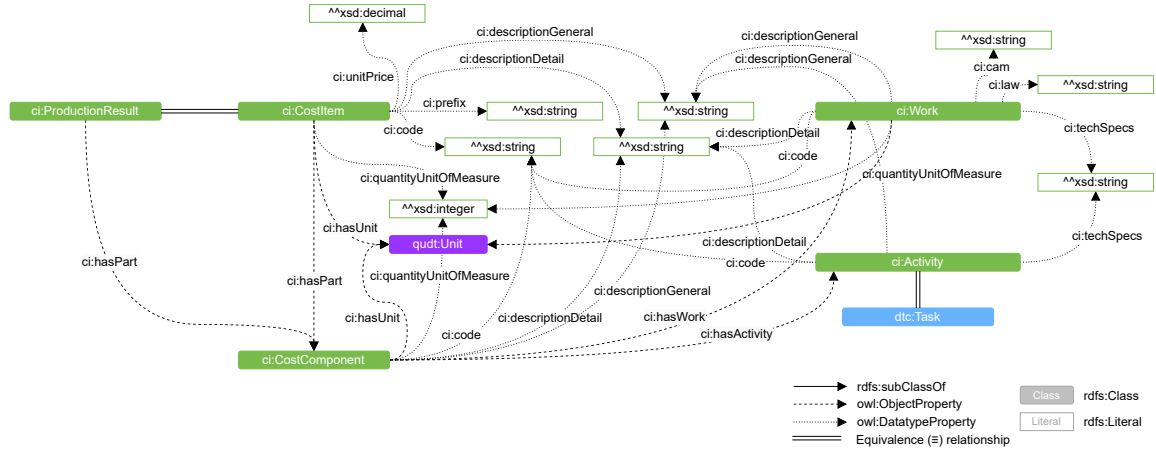 ^^xsd:decimal
ci:descriptionGeneral
ci:descriptionGeneral
^^xsd:string
ci:descriptionDetail
ci:descriptionGeneral
ci:cam
ci:unitPrice
ci:law
^^xsd:string
ci:ProductionResult
ci:CostItem
ci:prefix
^^xsd:string
^^xsd:string
ci:Work
ci:code
ci:descriptionDetail
ci:techSpecs
^^xsd:string
^^xsd:string
ci:code
ci:quantityUnitOfMeasure
ci:quantityUnitOfMeasure
^^xsd:string
^^xsd:integer
ci:hasUnit
qudt:Unit
ci:descriptionDetail
ci:techSpecs
ci:hasPart
ci:code
ci:Activity
ci:hasPart
ci:quantityUnitOfMeasure
ci:descriptionGeneral
ci:hasUnit
ci:descriptionDetail
ci:hasWork
dtc:Task
ci:code
ci:hasActivity
ci:CostComponent
rdfs:subClassOf
Class
rdfs:Class
owl:ObjectProperty
owl:DatatypeProperty
Literal
rdfs:Literal
Equivalence (≡) relationship